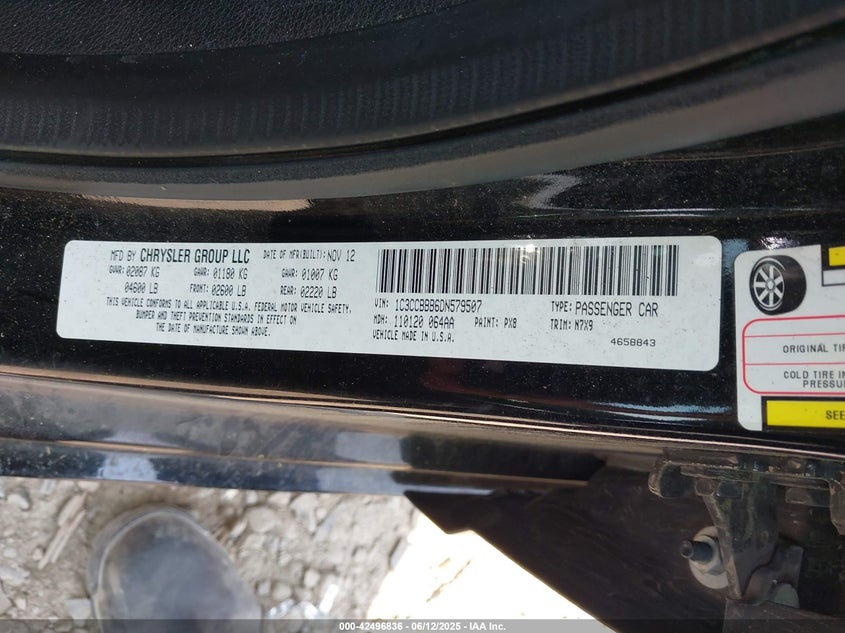 MFD BY CHRYSLER GROUP LLC DATE OF MFR(BUILT): NOV 12
GVWR: 02087 KG GAWR: 01180 KG GAWR: 01007 KG
04600 LB FRONT: 02600 LB REAR: 02220 LB
THIS VEHICLE CONFORMS TO ALL APPLICABLE U.S.A. FEDERAL MOTOR VEHICLE SAFETY,
BUMPER AND THEFT PREVENTION STANDARDS IN EFFECT ON
THE DATE OF MANUFACTURE SHOWN ABOVE.
VIN: 1C3CCBBB6DN579507 TYPE: PASSENGER CAR
MDH: 110120 064AA PAINT: PX8 TRIM: N7X9
VEHICLE MADE IN U.S.A. 4658843
ORIGINAL TIR
COLD TIRE IN
PRESSU
SEE
000-42496836 - 06/12/2025 - IAA Inc.